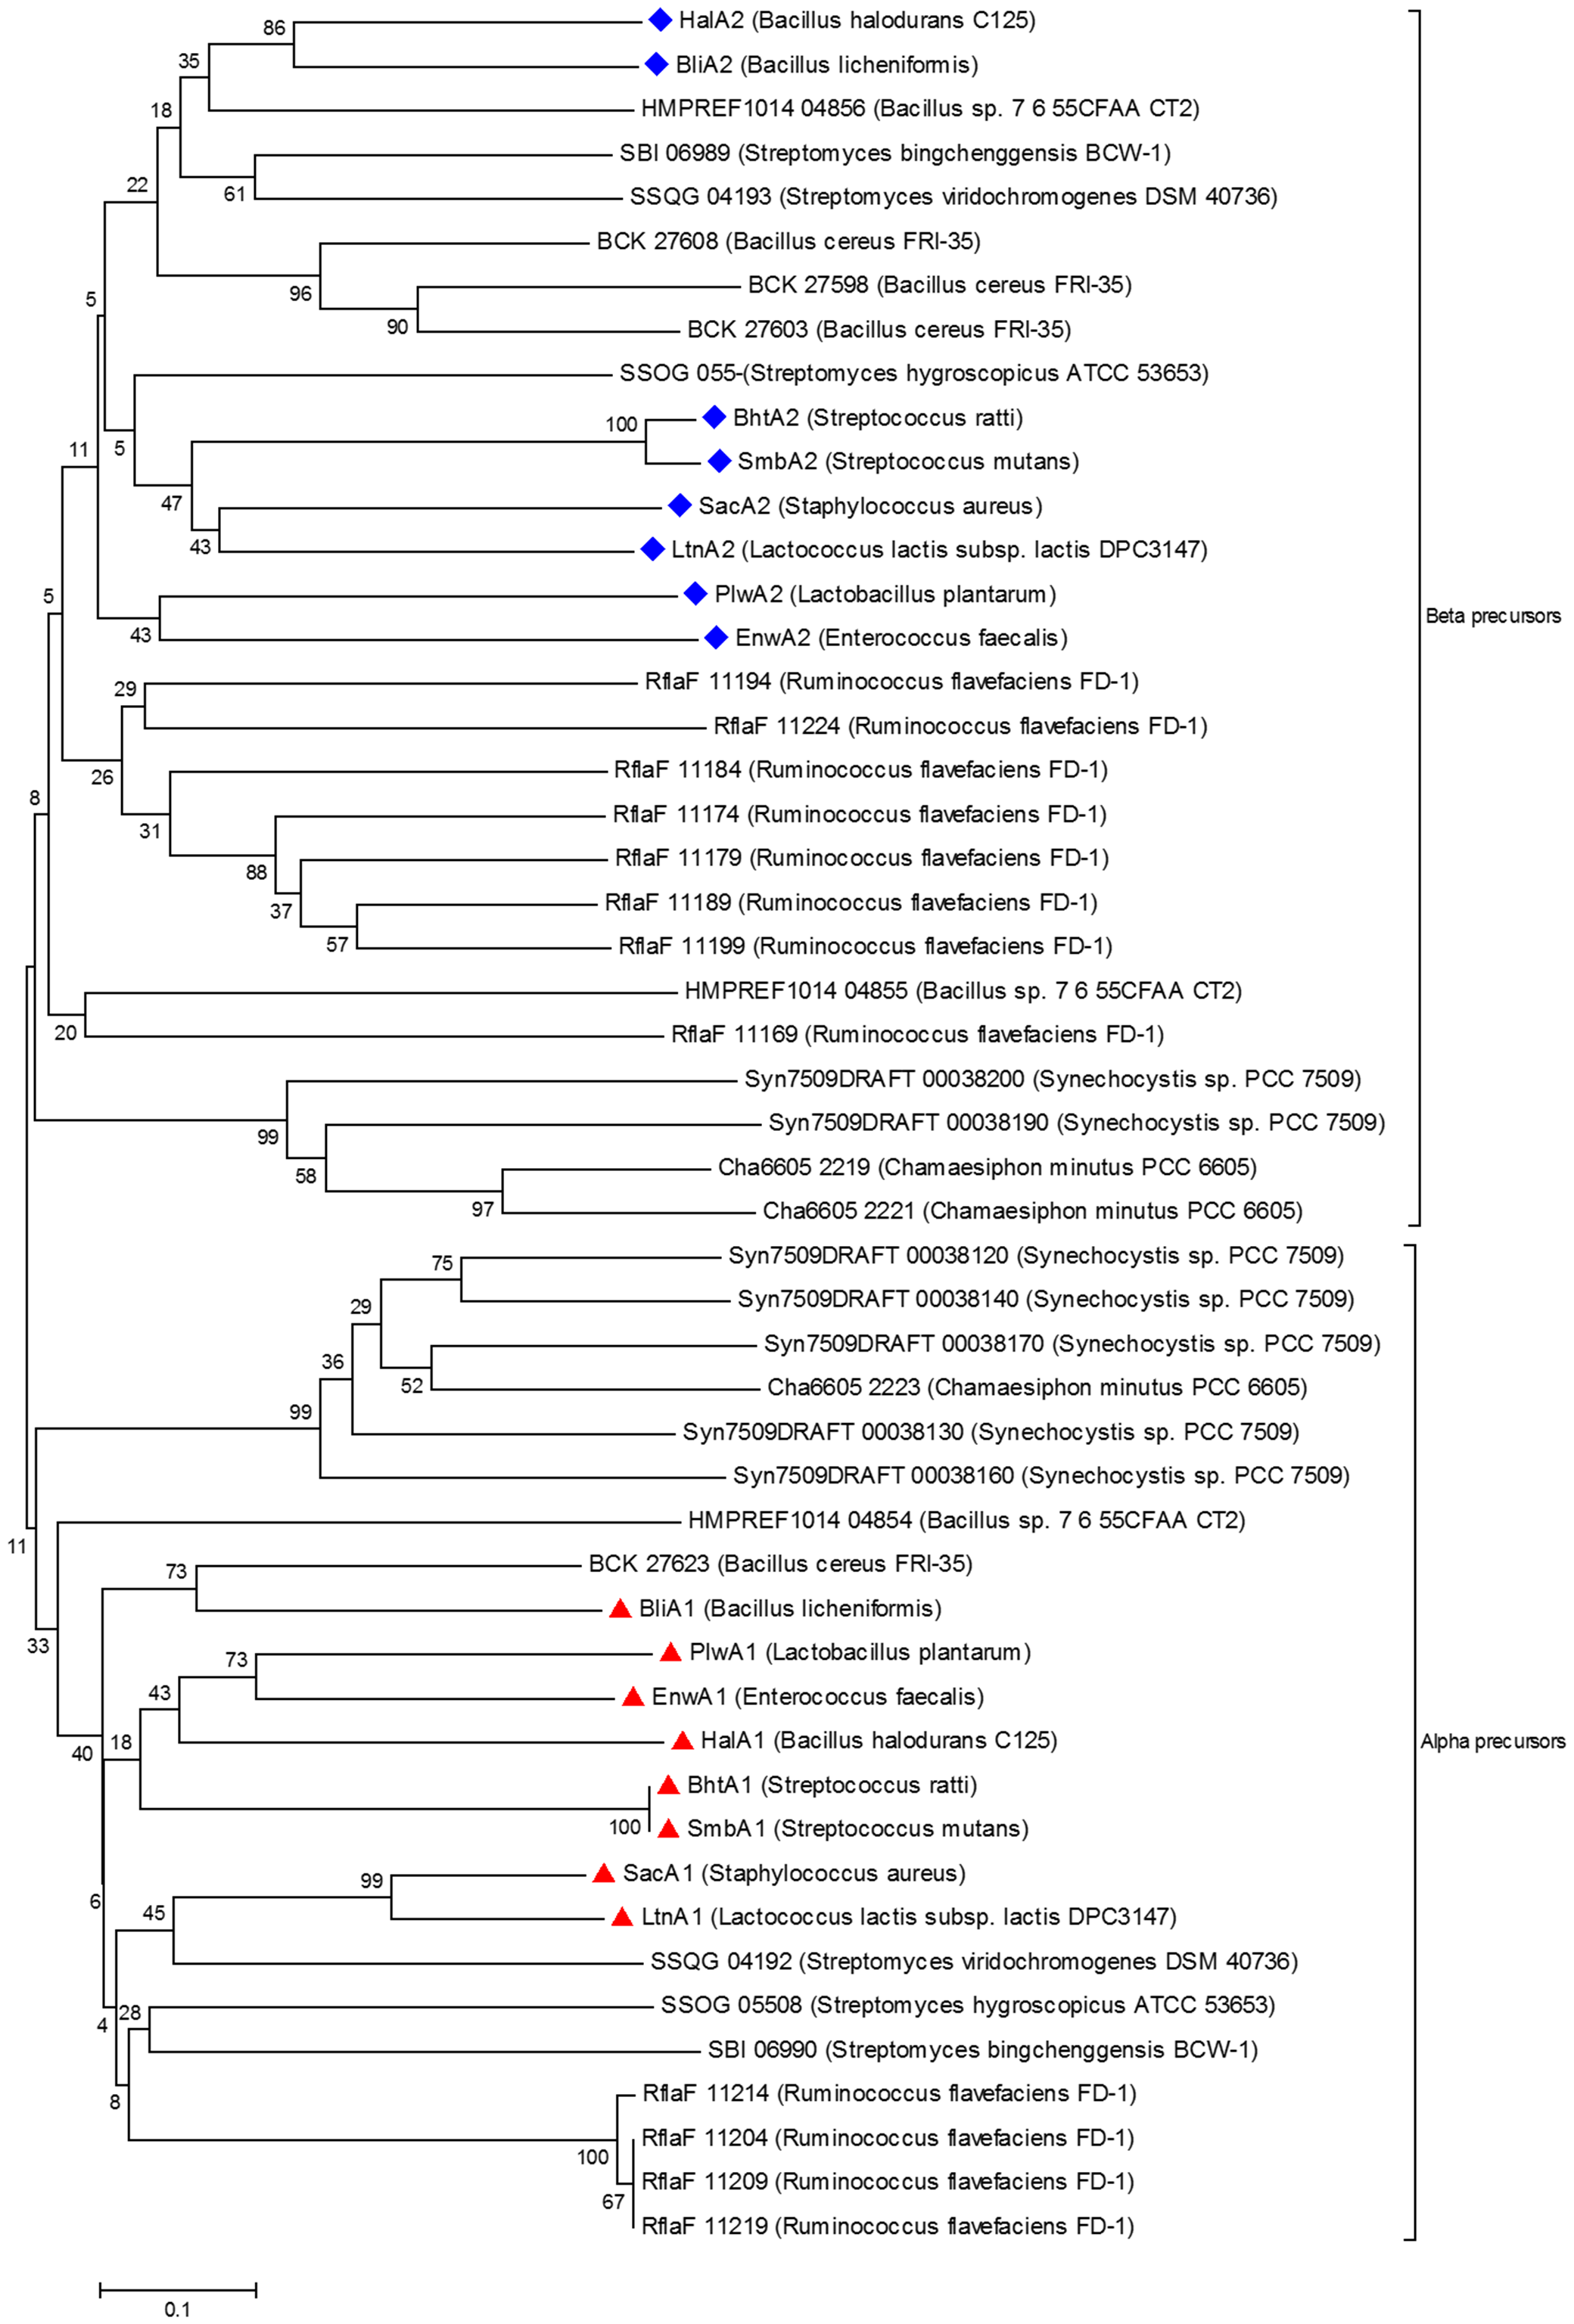 86
HalA2 (Bacillus halodurans C125)
35
BliA2 (Bacillus licheniformis)
18
HMPREF1014 04856 (Bacillus sp. 7 6 55CFAA CT2)
SBI 06989 (Streptomyces bingchenggensis BCW-1)
22
61
SSQG 04193 (Streptomyces viridochromogenes DSM 40736)
BCK 27608 (Bacillus cereus FRI-35)
96
BCK 27598 (Bacillus cereus FRI-35)
5
90
BCK 27603 (Bacillus cereus FRI-35)
SSOG 055-(Streptomyces hygroscopicus ATCC 53653)
100
BhtA2 (Streptococcus ratti)
11
5
SmbA2 (Streptococcus mutans)
47
SacA2 (Staphylococcus aureus)
43
LtnA2 (Lactococcus lactis subsp. lactis DPC3147)
5
PlwA2 (Lactobacillus plantarum)
Beta precursors
43
EnwA2 (Enterococcus faecalis)
29
RflaF 11194 (Ruminococcus flavefaciens FD-1)
RflaF 11224 (Ruminococcus flavefaciens FD-1)
26
RflaF 11184 (Ruminococcus flavefaciens FD-1)
8
31
RflaF 11174 (Ruminococcus flavefaciens FD-1)
88
RflaF 11179 (Ruminococcus flavefaciens FD-1)
37
RflaF 11189 (Ruminococcus flavefaciens FD-1)
57
RflaF 11199 (Ruminococcus flavefaciens FD-1)
HMPREF1014 04855 (Bacillus sp. 7 6 55CFAA CT2)
20
RflaF 11169 (Ruminococcus flavefaciens FD-1)
Syn7509DRAFT 00038200 (Synechocystis sp. PCC 7509)
99
Syn7509DRAFT 00038190 (Synechocystis sp. PCC 7509)
58
Cha6605 2219 (Chamaesiphon minutus PCC 6605)
97
Cha6605 2221 (Chamaesiphon minutus PCC 6605)
75
Syn7509DRAFT 00038120 (Synechocystis sp. PCC 7509)
29
Syn7509DRAFT 00038140 (Synechocystis sp. PCC 7509)
36
Syn7509DRAFT 00038170 (Synechocystis sp. PCC 7509)
52
Cha6605 2223 (Chamaesiphon minutus PCC 6605)
99
Syn7509DRAFT 00038130 (Synechocystis sp. PCC 7509)
Syn7509DRAFT 00038160 (Synechocystis sp. PCC 7509)
HMPREF1014 04854 (Bacillus sp. 7 6 55CFAA CT2)
11
73
BCK 27623 (Bacillus cereus FRI-35)
BliA1 (Bacillus licheniformis)
33
73
PlwA1 (Lactobacillus plantarum)
43
EnwA1 (Enterococcus faecalis)
40
18
HalA1 (Bacillus halodurans C125)
Alpha precursors
BhtA1 (Streptococcus ratti)
100
SmbA1 (Streptococcus mutans)
99
SacA1 (Staphylococcus aureus)
6
45
LtnA1 (Lactococcus lactis subsp. lactis DPC3147)
SSQG 04192 (Streptomyces viridochromogenes DSM 40736)
4
28
SSOG 05508 (Streptomyces hygroscopicus ATCC 53653)
SBI 06990 (Streptomyces bingchenggensis BCW-1)
8
RflaF 11214 (Ruminococcus flavefaciens FD-1)
100
RflaF 11204 (Ruminococcus flavefaciens FD-1)
67
RflaF 11209 (Ruminococcus flavefaciens FD-1)
RflaF 11219 (Ruminococcus flavefaciens FD-1)
0.1